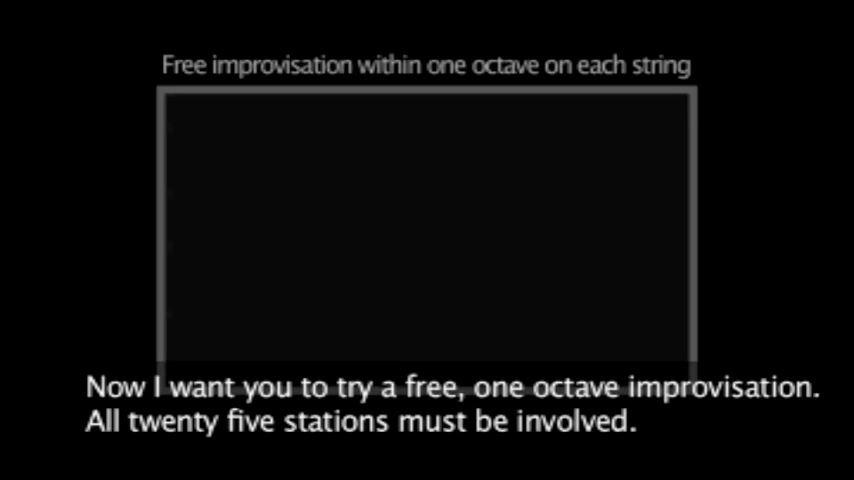 Free improvisation within one octave on each string
Now I want you to try a free, one octave improvisation.
All twenty five stations must be involved.